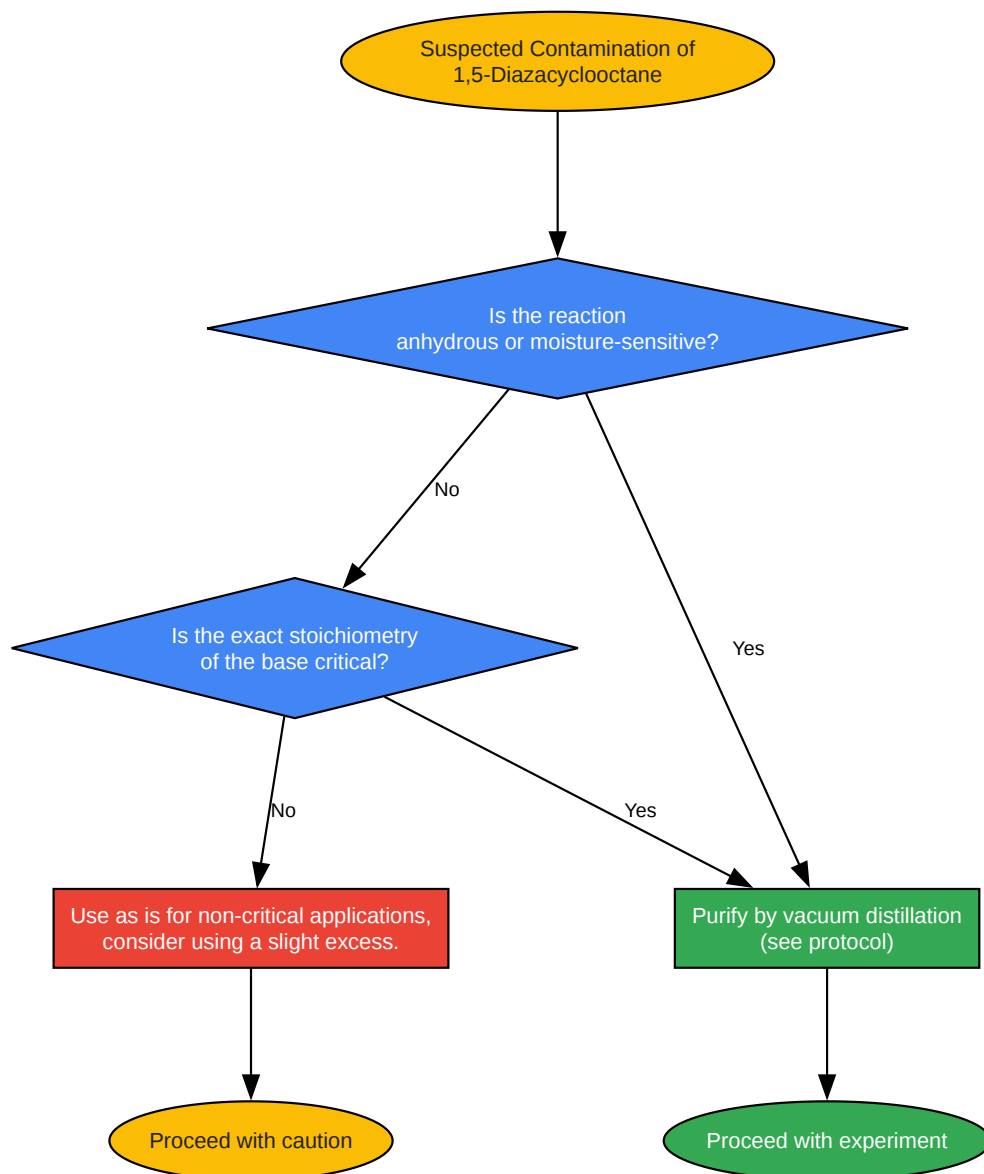 Suspected Contamination of
1,5-Diazacyclooctane
Is the reaction
anhydrous or moisture-sensitive?
No
Is the exact stoichiometry
of the base critical?
Yes
No
Yes
Use as is for non-critical applications,
consider using a slight excess.
Purify by vacuum distillation
(see protocol)
Proceed with caution
Proceed with experiment